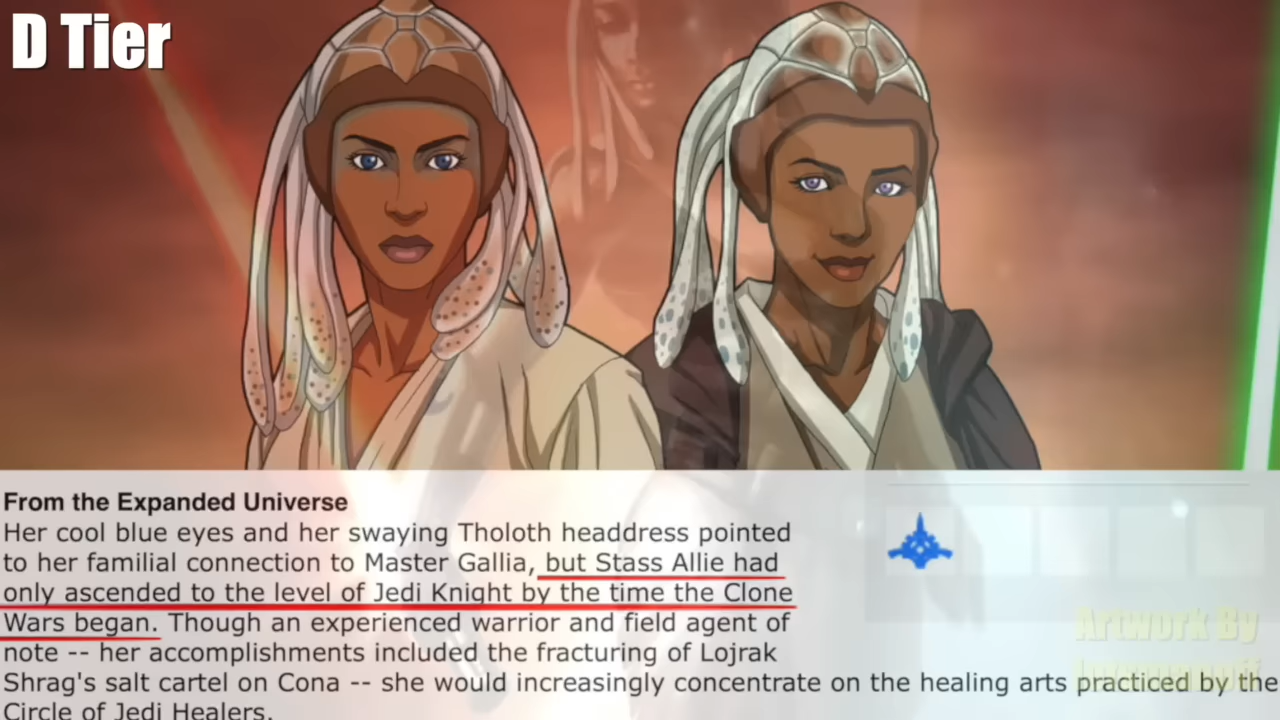 D Tier
From the Expanded Universe
Her cool blue eyes and her swaying Tholoth headdress pointed
to her familial connection to Master Gallia, but Stass Allie had
only ascended to the level of Jedi Knight by the time the Clone
Wars began. Though an experienced warrior and field agent of
note -- her accomplishments included the fracturing of Lojrak
Shrag's salt cartel on Cona -- she would increasingly concentrate on the healing arts practiced by the
Circle of Jedi Healers.
Artwork By